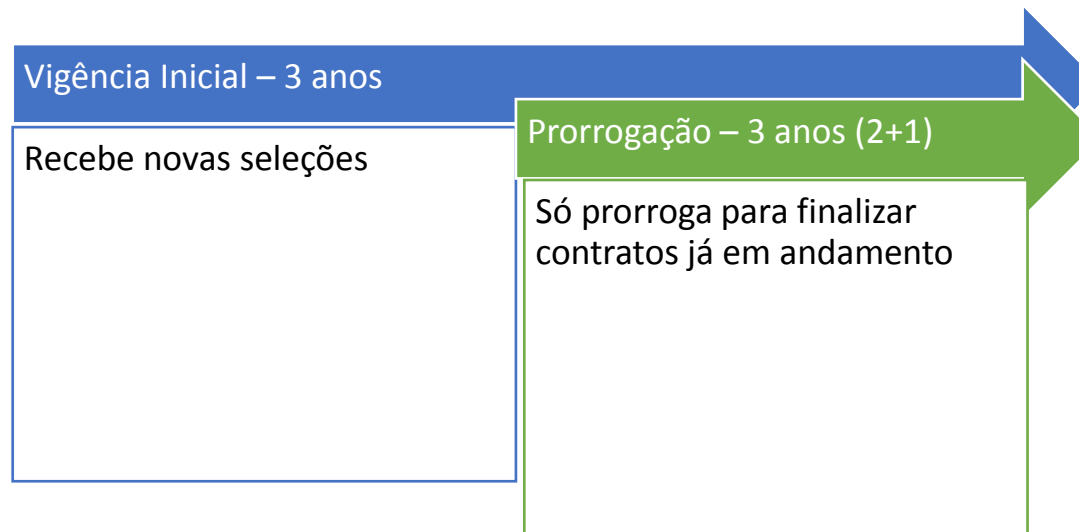 Vigência Inicial – 3 anos
Recebe novas seleções
Prorrogação – 3 anos (2+1)
Só prorroga para finalizar
contratos já em andamento